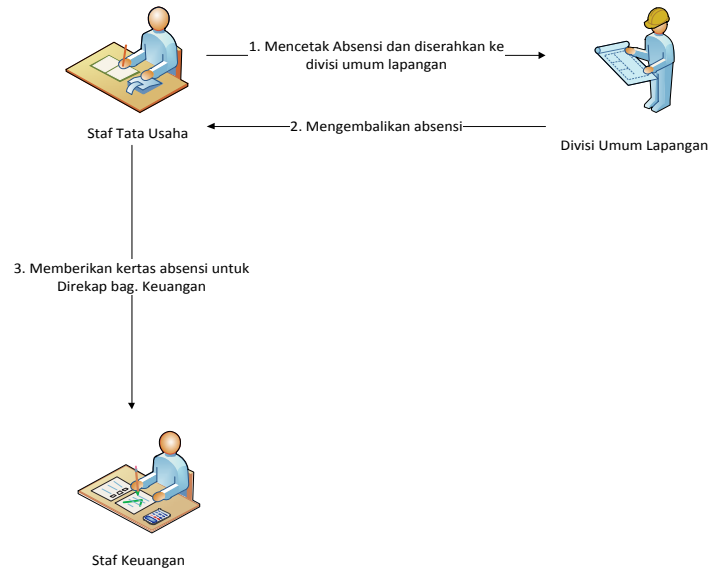 1. Mencetak Absensi dan diserahkan ke
divisi umum lapangan
Staf Tata Usaha
2. Mengembalikan absensi
Divisi Umum Lapangan
3. Memberikan kertas absensi untuk
Direkap bag. Keuangan
Staf Keuangan